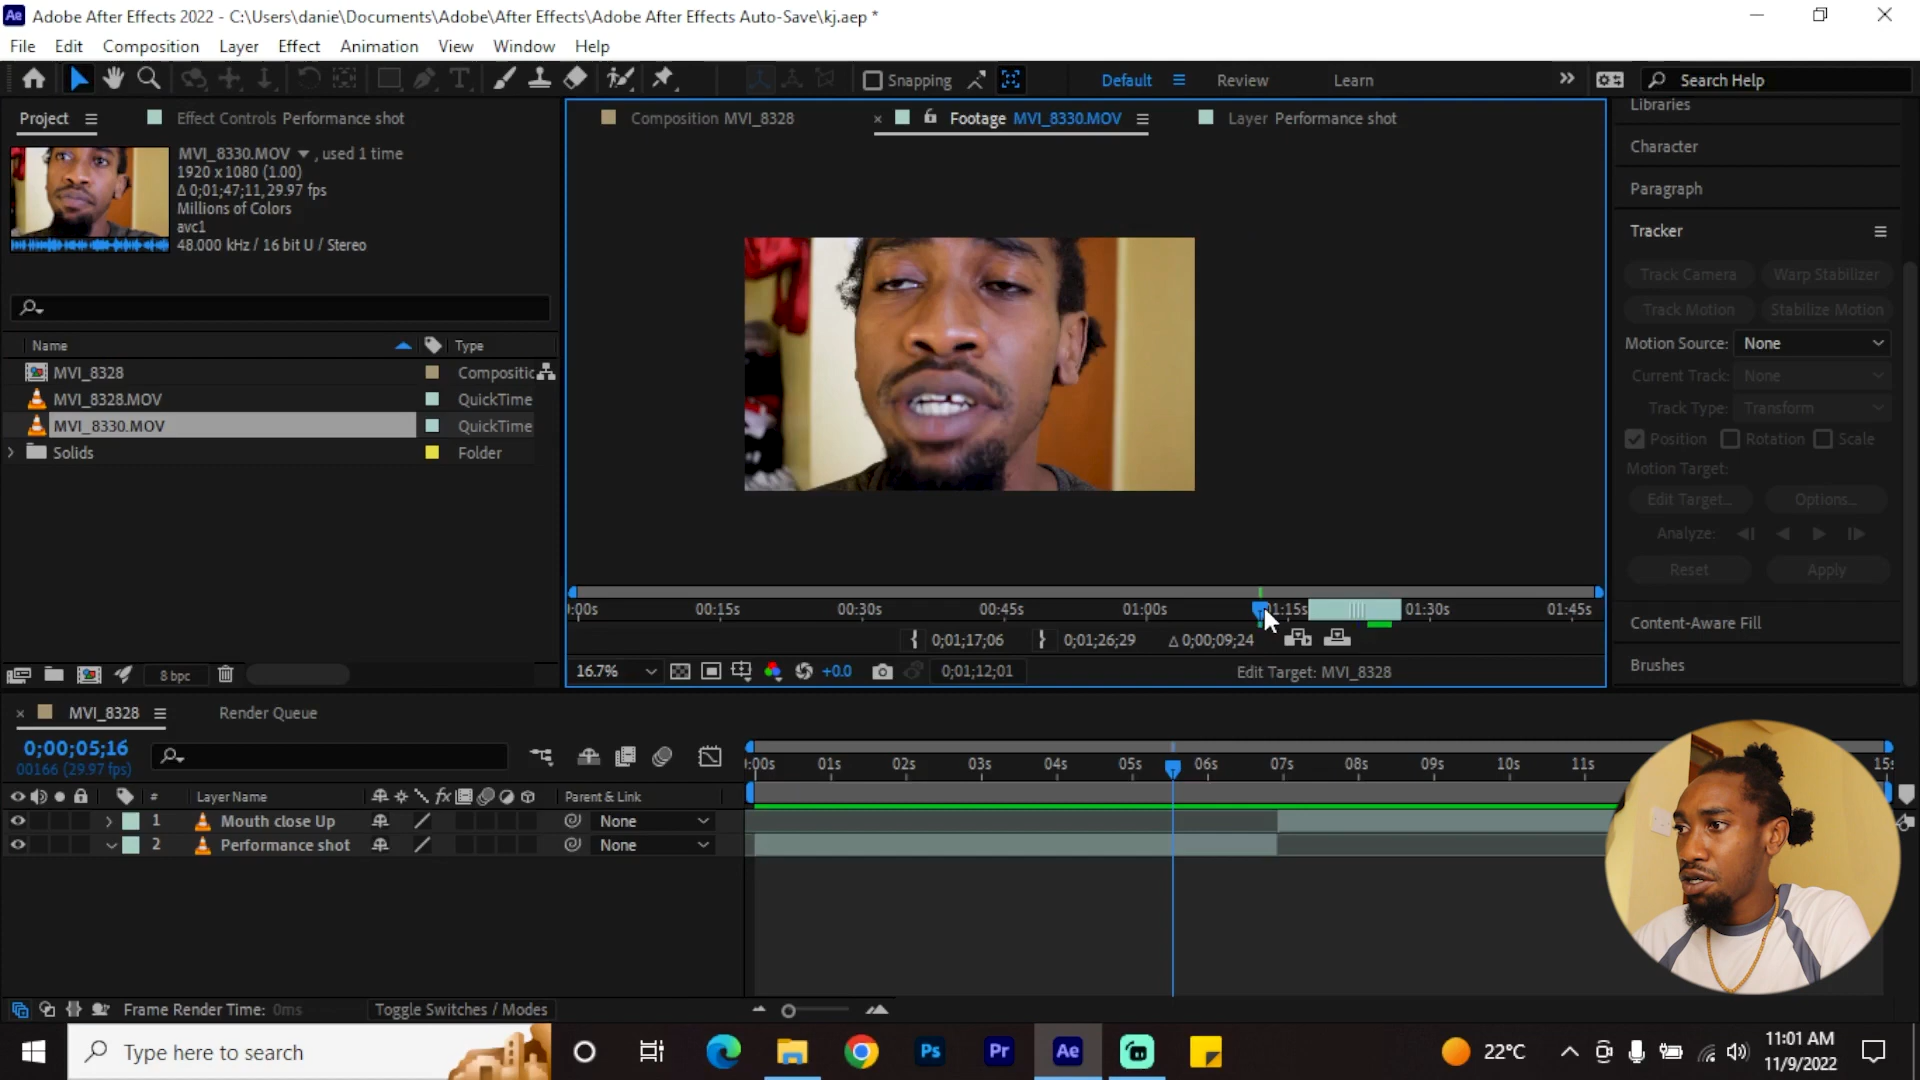 Adobe After Effects 2022 - C:\Users\danie\Documents\Adobe\After Effects\Adobe After Effects Auto-Save\kj.aep *
File Edit Composition Layer Effect Animation View Window Help
Snapping Default Review Learn Search Help
Project Effect Controls Performance shot
Composition MVI_8328 Footage MVI_8330.MOV Layer Performance shot
MVI_8330.MOV , used 1 time
1920 x 1080 (1.00)
Δ 0;01;47;11, 29.97 fps
Millions of Colors
avc1
48.000 kHz / 16 bit U / Stereo
Name Type
MVI_8328 Compositic
MVI_8328.MOV QuickTime
MVI_8330.MOV QuickTime
Solids Folder
8 bpc
:00s 00:15s 00:30s 00:45s 01:00s 01:15s 01:30s 01:45s
0;01;17;06 0;01;26;29 Δ 0;00;09;24
16.7% +0.0 0;01;12;01 Edit Target: MVI_8328
Libraries
Character
Paragraph
Tracker
Track Camera Warp Stabilizer
Track Motion Stabilize Motion
Motion Source: None
Current Track: None
Track Type: Transform
Position Rotation Scale
Motion Target:
Edit Target... Options...
Analyze:
Reset Apply
Content-Aware Fill
Brushes
MVI_8328 Render Queue
0;00;05;16
00166 (29.97 fps)
:00s 01s 02s 03s 04s 05s 06s 07s 08s 09s 10s 11s 15s
# Layer Name fx Parent & Link
1 Mouth close Up None
2 Performance shot None
Frame Render Time: 0ms Toggle Switches / Modes
Type here to search
Ps Pr Ae
22°C
11:01 AM
11/9/2022